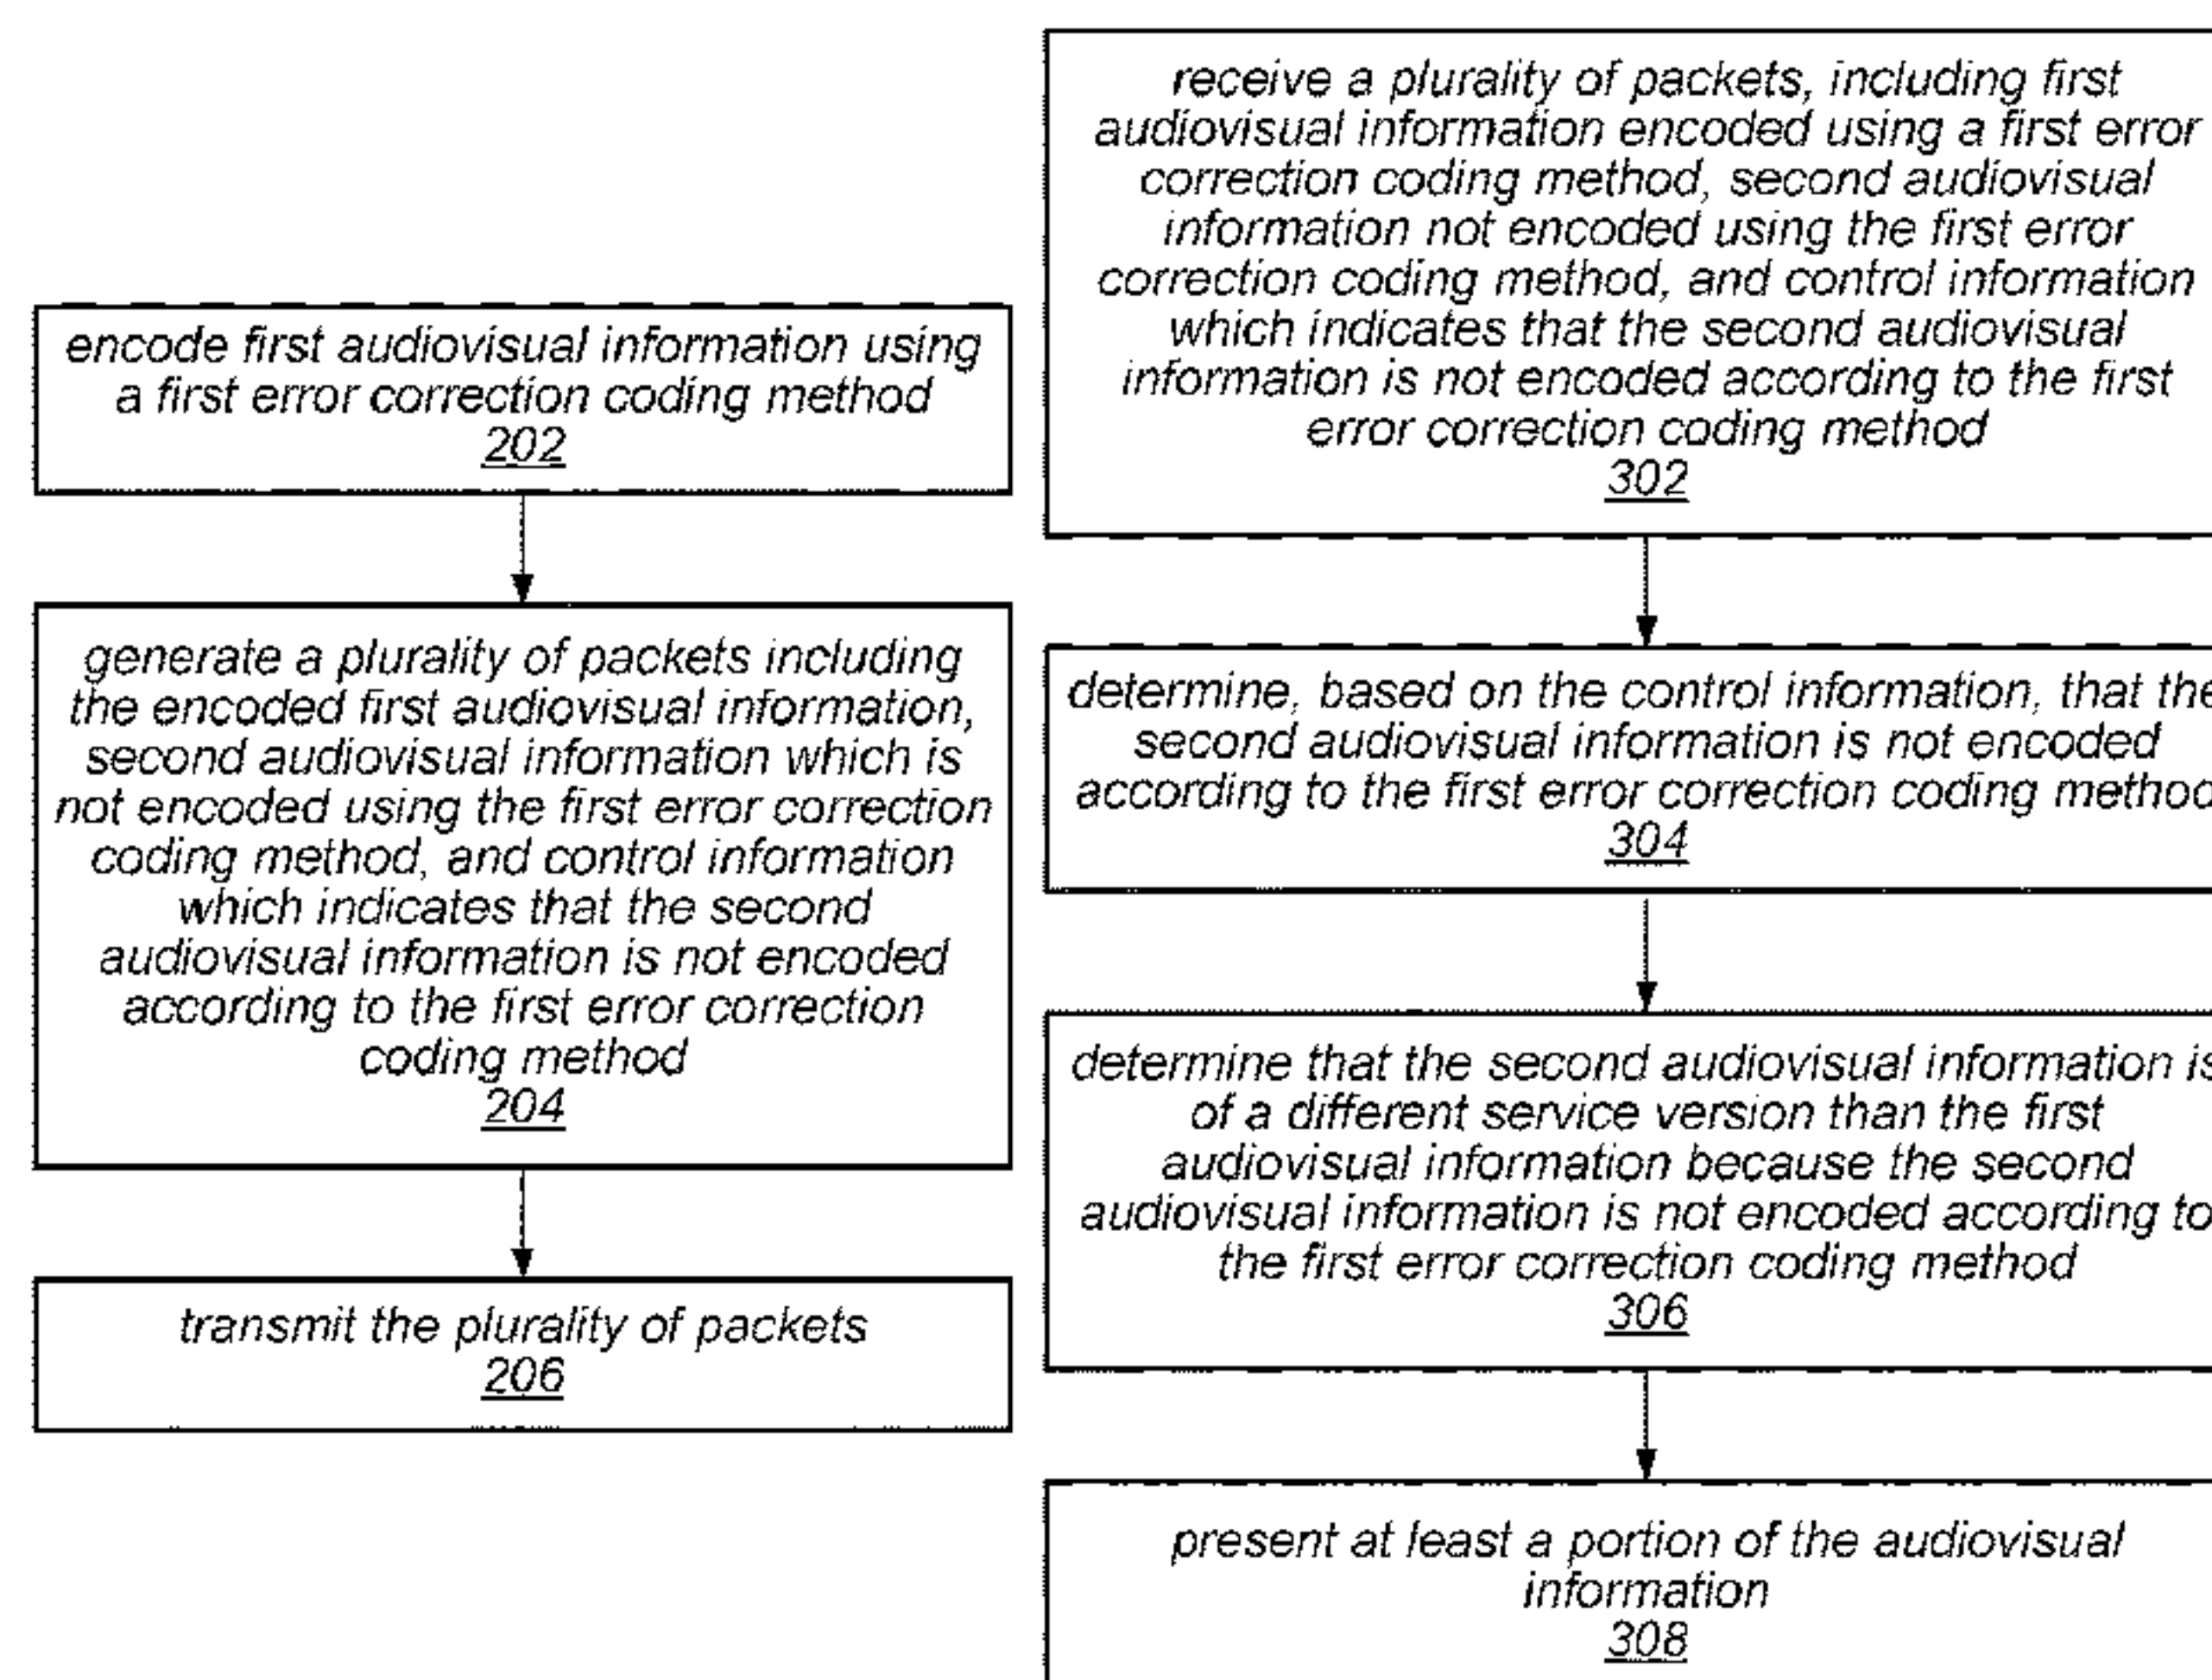 encode first audiovisual information using
a first error correction coding method
202
generate a plurality of packets including
the encoded first audiovisual information,
second audiovisual information which is
not encoded using the first error correction
coding method, and control information
which indicates that the second
audiovisual information is not encoded
according to the first error correction
coding method
204
transmit the plurality of packets
206
receive a plurality of packets, including first
audiovisual information encoded using a first error
correction coding method, second audiovisual
information not encoded using the first error
correction coding method, and control information
which indicates that the second audiovisual
information is not encoded according to the first
error correction coding method
302
determine, based on the control information, that the
second audiovisual information is not encoded
according to the first error correction coding method
304
determine that the second audiovisual information is
of a different service version than the first
audiovisual information because the second
audiovisual information is not encoded according to
the first error correction coding method
306
present at least a portion of the audiovisual
information
308